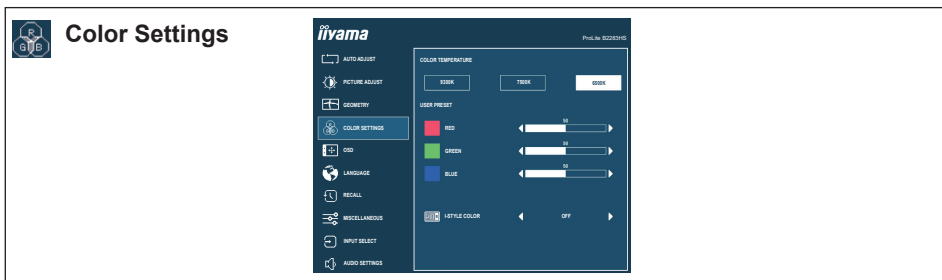 R
G B
Color Settings
iiyama
ProLite B2283HS
AUTO ADJUST
PICTURE ADJUST
GEOMETRY
COLOR SETTINGS
OSD
LANGUAGE
RECALL
MISCELLANEOUS
INPUT SELECT
AUDIO SETTINGS
COLOR TEMPERATURE
9300K 7500K 6500K
USER PRESET
RED 50
GREEN 50
BLUE 50
i-STYLE COLOR OFF